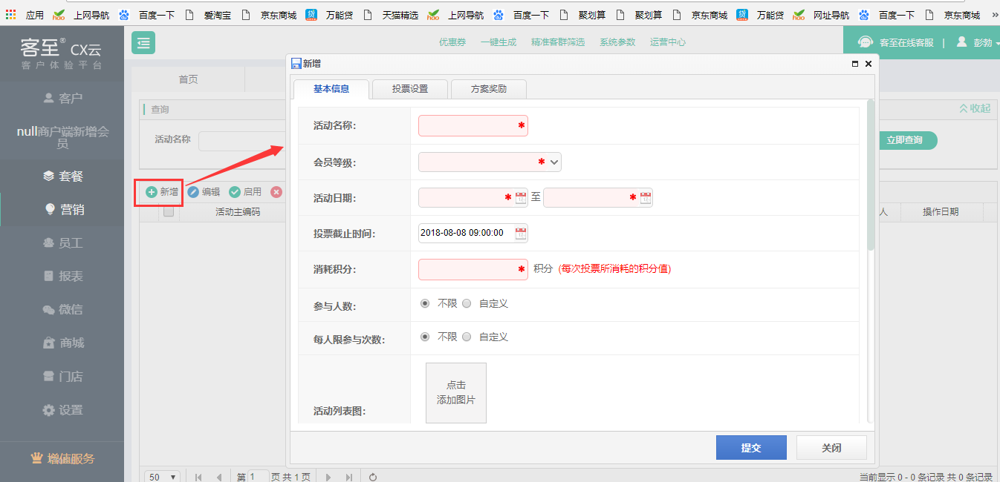 应用 上网导航 百度一下 爱淘宝 京东商城 万能贷 天猫精选 上网导航 百度一下 聚划算 聚划算 京东商城 万能贷 网址导航 百度一下 京东商城 »
客至® CX云
客户体验平台
优惠券 一键生成 精准客群筛选 系统参数 运营中心
客至在线客服 | 彭勃
首页
客户
null商户端新增会
员
套餐
营销
员工
报表
微信
商城
门店
设置
增值服务
查询
收起
活动名称
立即查询
新增 编辑 启用
活动主编码
人 操作日期
新增
基本信息 投票设置 方案奖励
活动名称: *
会员等级: *
活动日期: * 至 *
投票截止时间: 2018-08-08 09:00:00
消耗积分: * 积分 (每次投票所消耗的积分值)
参与人数: 不限 自定义
每人限参与次数: 不限 自定义
点击
添加图片
活动列表图:
提交 关闭
50 第 1 页 共 1 页
当前显示 0 - 0 条记录 共 0 条记录